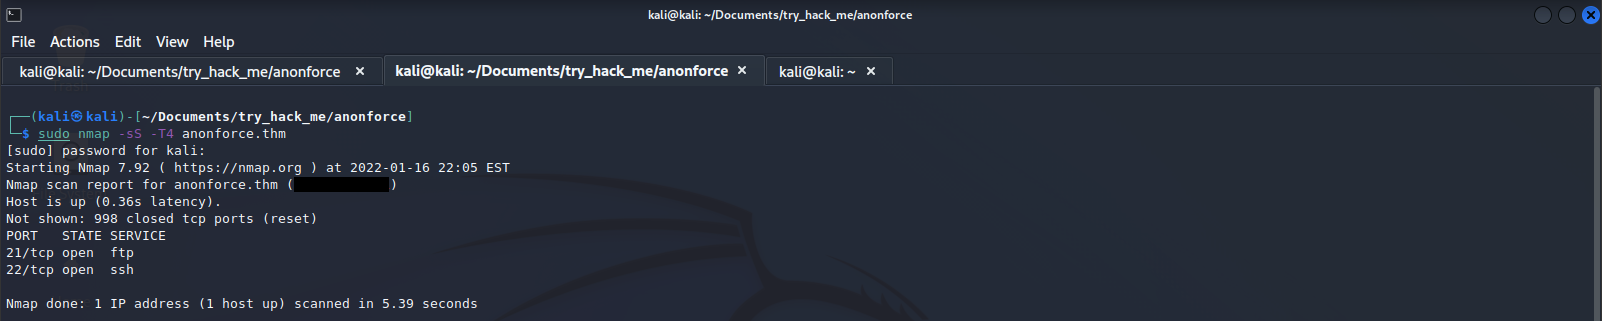 kali@kali: ~/Documents/try_hack_me/anonforce
File Actions Edit View Help
kali@kali: ~/Documents/try_hack_me/anonforce × kali@kali: ~/Documents/try_hack_me/anonforce × kali@kali: ~ ×
┌──(kali㉿kali)-[~/Documents/try_hack_me/anonforce]
└─$ sudo nmap -sS -T4 anonforce.thm
[sudo] password for kali:
Starting Nmap 7.92 ( https://nmap.org ) at 2022-01-16 22:05 EST
Nmap scan report for anonforce.thm ( )
Host is up (0.36s latency).
Not shown: 998 closed tcp ports (reset)
PORT   STATE SERVICE
21/tcp open  ftp
22/tcp open  ssh
Nmap done: 1 IP address (1 host up) scanned in 5.39 seconds